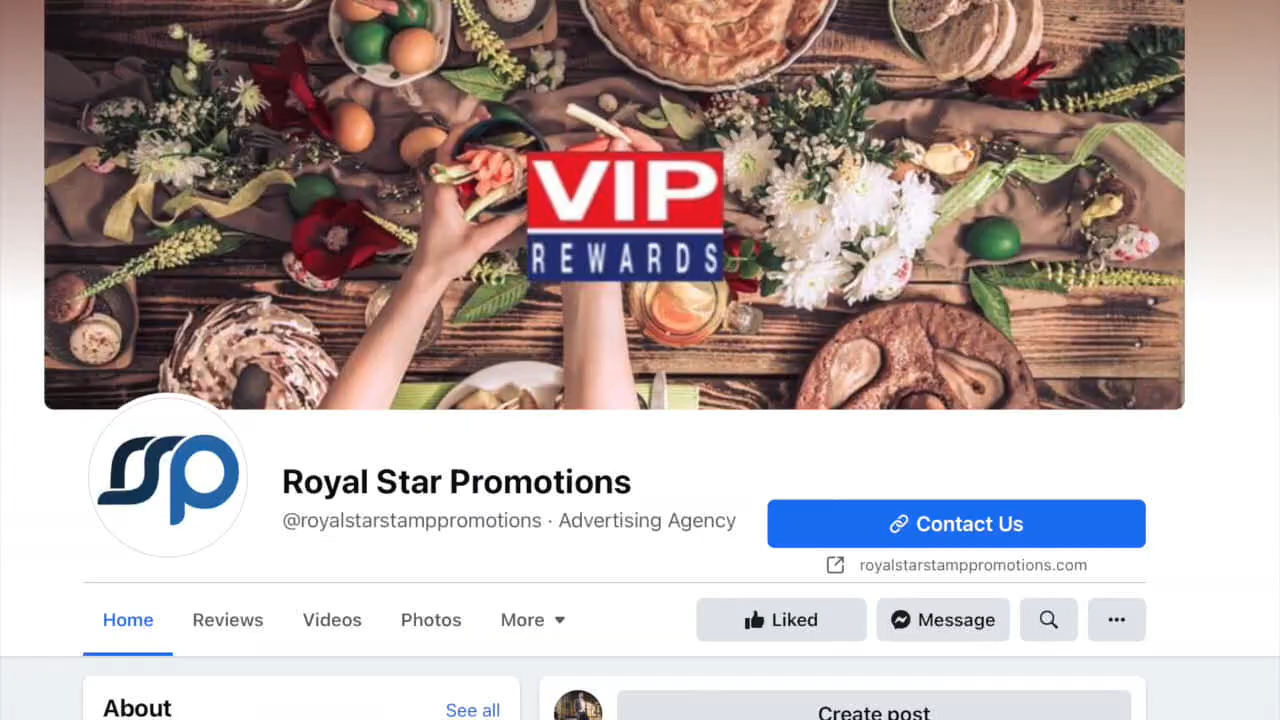 VIP
REWARDS
ssp
Royal Star Promotions
@royalstarstamppromotions · Advertising Agency
Contact Us
royalstarstamppromotions.com
Home
Reviews
Videos
Photos
More
Liked
Message
About
See all
Create post